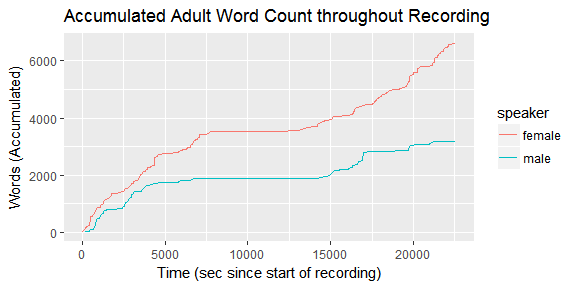 Accumulated Adult Word Count throughout Recording
Words (Accumulated)
6000
4000
2000
0
0 5000 10000 15000 20000
Time (sec since start of recording)
speaker
female
male